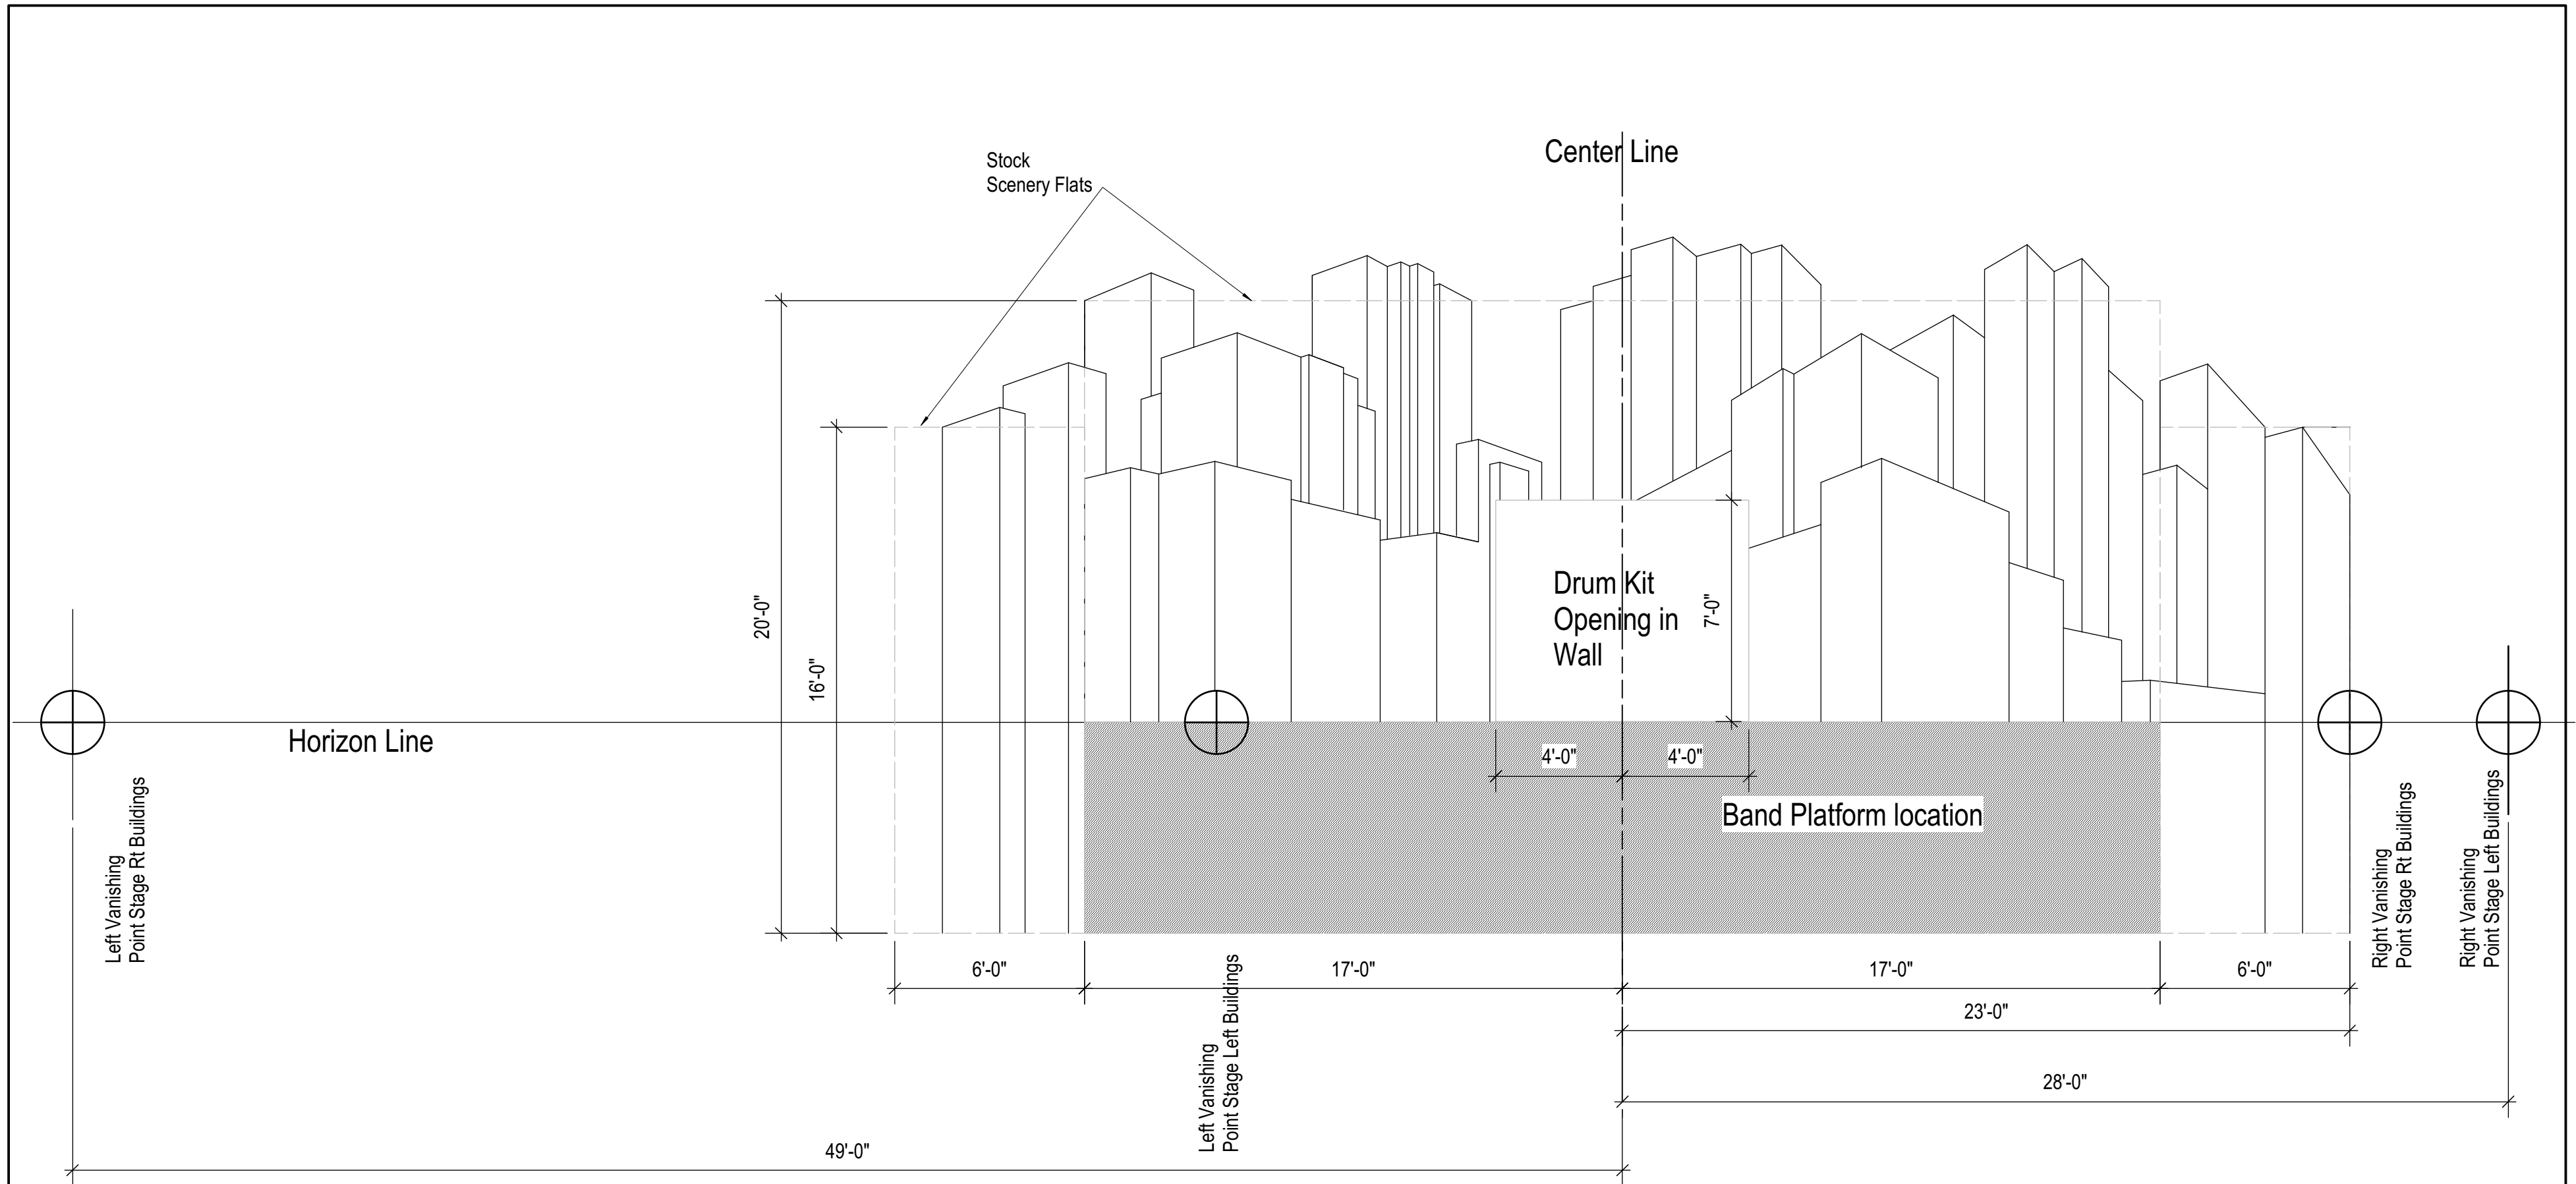 Center Line
Stock
Scenery Flats
Drum Kit
Opening in
Wall
7'-0"
20'-0"
16'-0"
Horizon Line
4'-0"
4'-0"
Band Platform location
Left Vanishing
Point Stage Rt Buildings
Left Vanishing
Point Stage Left Buildings
Right Vanishing
Point Stage Rt Buildings
Right Vanishing
Point Stage Left Buildings
6'-0"
17'-0"
17'-0"
6'-0"
23'-0"
28'-0"
49'-0"